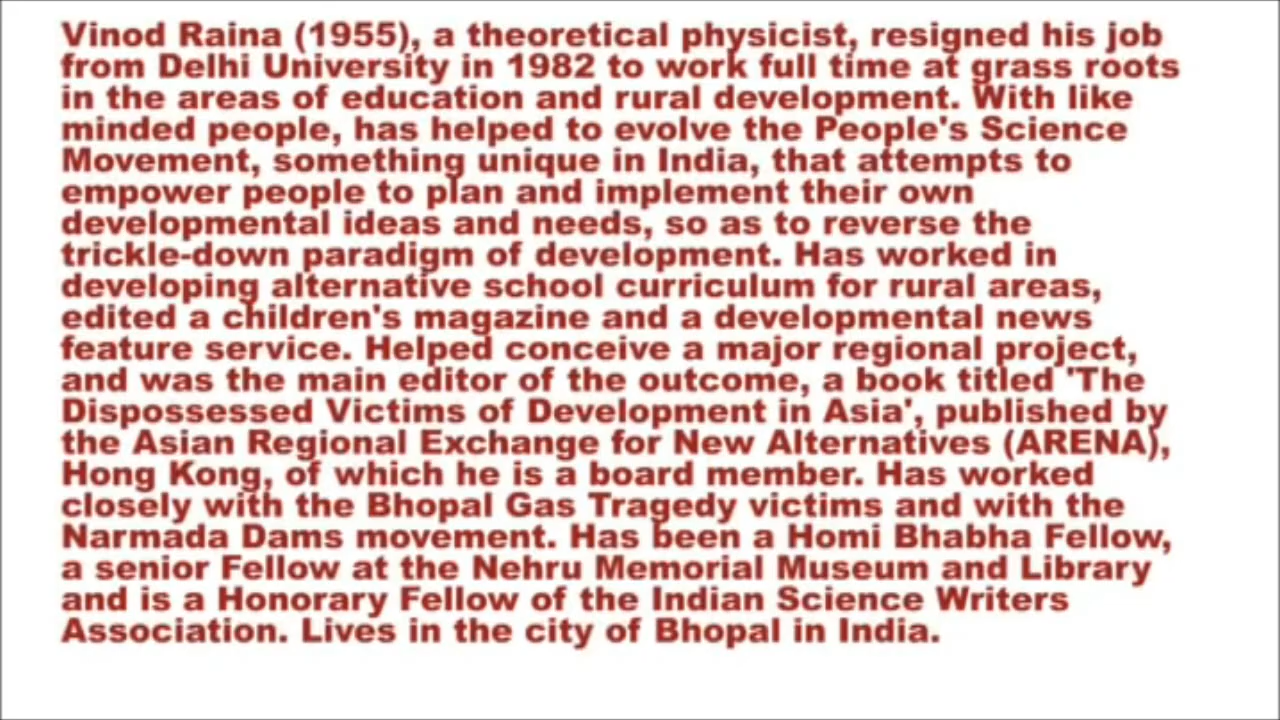 Vinod Raina (1955), a theoretical physicist, resigned his job
from Delhi University in 1982 to work full time at grass roots
in the areas of education and rural development. With like
minded people, has helped to evolve the People's Science
Movement, something unique in India, that attempts to
empower people to plan and implement their own
developmental ideas and needs, so as to reverse the
trickle-down paradigm of development. Has worked in
developing alternative school curriculum for rural areas,
edited a children's magazine and a developmental news
feature service. Helped conceive a major regional project,
and was the main editor of the outcome, a book titled 'The
Dispossessed Victims of Development in Asia', published by
the Asian Regional Exchange for New Alternatives (ARENA),
Hong Kong, of which he is a board member. Has worked
closely with the Bhopal Gas Tragedy victims and with the
Narmada Dams movement. Has been a Homi Bhabha Fellow,
a senior Fellow at the Nehru Memorial Museum and Library
and is a Honorary Fellow of the Indian Science Writers
Association. Lives in the city of Bhopal in India.